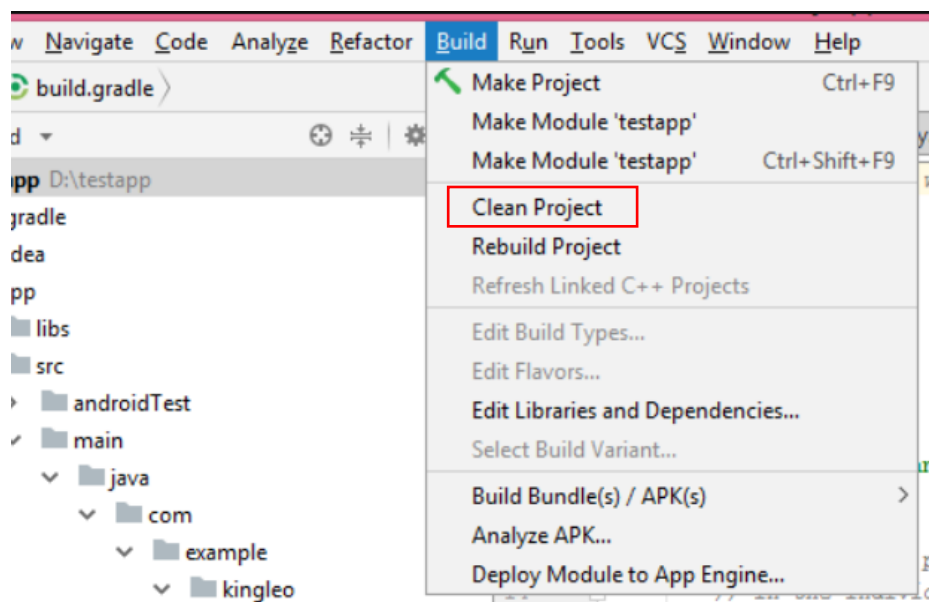 Navigate Code Analyze Refactor Build Run Tools VCS Window Help
build.gradle
Make Project Ctrl+F9
Make Module 'testapp'
Make Module 'testapp' Ctrl+Shift+F9
Clean Project
Rebuild Project
Refresh Linked C++ Projects
Edit Build Types...
Edit Flavors...
Edit Libraries and Dependencies...
Select Build Variant...
Build Bundle(s) / APK(s)
Analyze APK...
Deploy Module to App Engine...
pp D:\testapp
gradle
dea
pp
libs
src
androidTest
main
java
com
example
kingleo